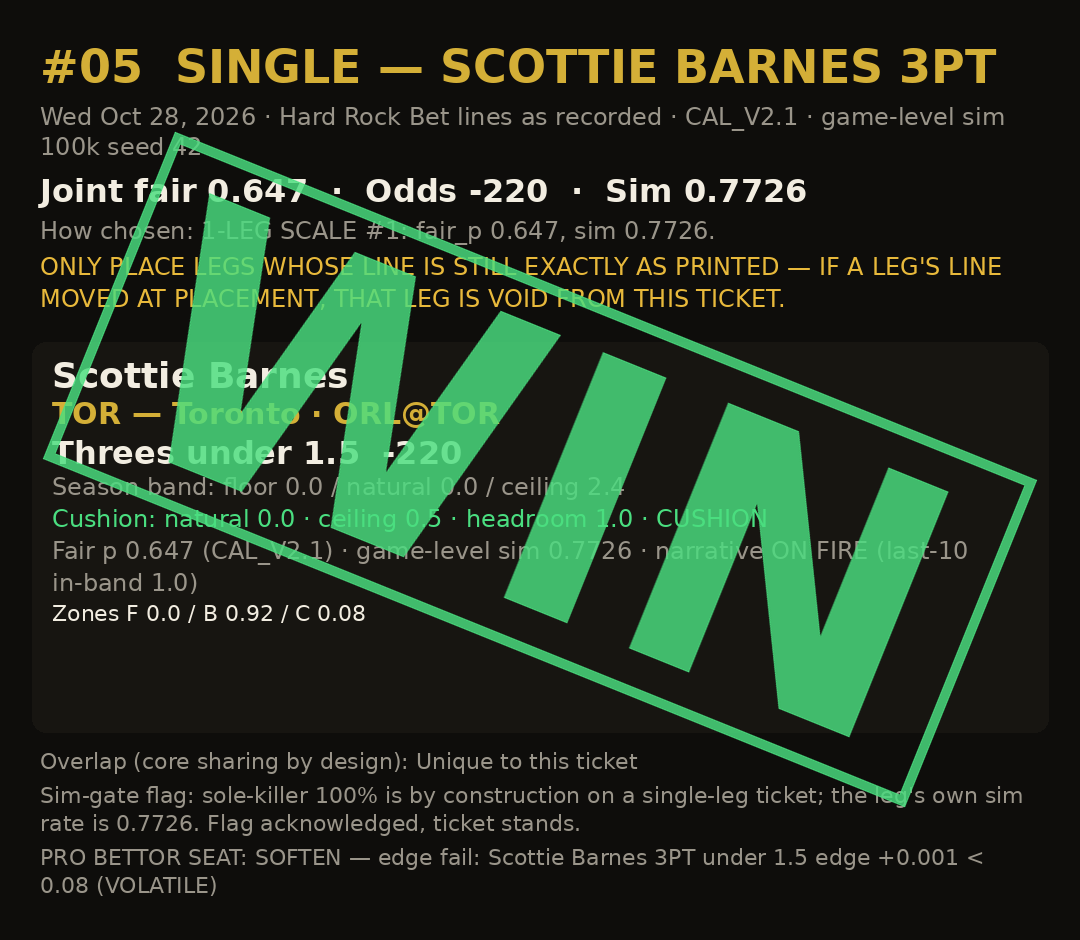 #05  SINGLE — SCOTTIE BARNES 3PT
Wed Oct 28, 2026 · Hard Rock Bet lines as recorded · CAL_V2.1 · game-level sim
100k seed 42
Joint fair 0.647  ·  Odds -220  ·  Sim 0.7726
How chosen: 1-LEG SCALE #1: fair_p 0.647, sim 0.7726.
ONLY PLACE LEGS WHOSE LINE IS STILL EXACTLY AS PRINTED — IF A LEG'S LINE
MOVED AT PLACEMENT, THAT LEG IS VOID FROM THIS TICKET.
Scottie Barnes
TOR — Toronto · ORL@TOR
Threes under 1.5  -220
Season band: floor 0.0 / natural 0.0 / ceiling 2.4
Cushion: natural 0.0 · ceiling 0.5 · headroom 1.0 · CUSHION
Fair p 0.647 (CAL_V2.1) · game-level sim 0.7726 · narrative ON FIRE (last-10
in-band 1.0)
Zones F 0.0 / B 0.92 / C 0.08
WIN
Overlap (core sharing by design): Unique to this ticket
Sim-gate flag: sole-killer 100% is by construction on a single-leg ticket; the leg's own sim
rate is 0.7726. Flag acknowledged, ticket stands.
PRO BETTOR SEAT: SOFTEN — edge fail: Scottie Barnes 3PT under 1.5 edge +0.001 <
0.08 (VOLATILE)